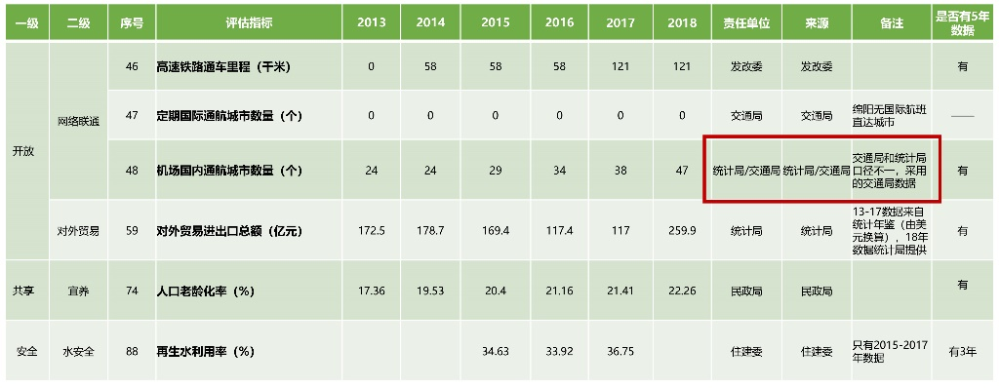 一级 二级 序号 评估指标 2013 2014 2015 2016 2017 2018 责任单位 来源 备注 是否有5年
数据
开放 网络联通 46 高速铁路通车里程（千米） 0 58 58 58 121 121 发改委 发改委 有
47 定期国际通航城市数量（个） 0 0 0 0 0 0 交通局 交通局 绵阳无国际航班
直达城市 ——
48 机场国内通航城市数量（个） 24 24 29 34 38 47 统计局/交通局 统计局/交通局 交通局和统计局
口径不一，采用
的交通局数据 有
对外贸易 59 对外贸易进出口总额（亿元） 172.5 178.7 169.4 117.4 117 259.9 统计局 统计局 13-17数据来自
统计年鉴（由美
元换算），18年
数据统计局提供 有
共享 宜养 74 人口老龄化率（%） 17.36 19.53 20.4 21.16 21.41 22.26 民政局 民政局 有
安全 水安全 88 再生水利用率（%） 34.63 33.92 36.75 住建委 住建委 只有2015-2017
年数据 有3年